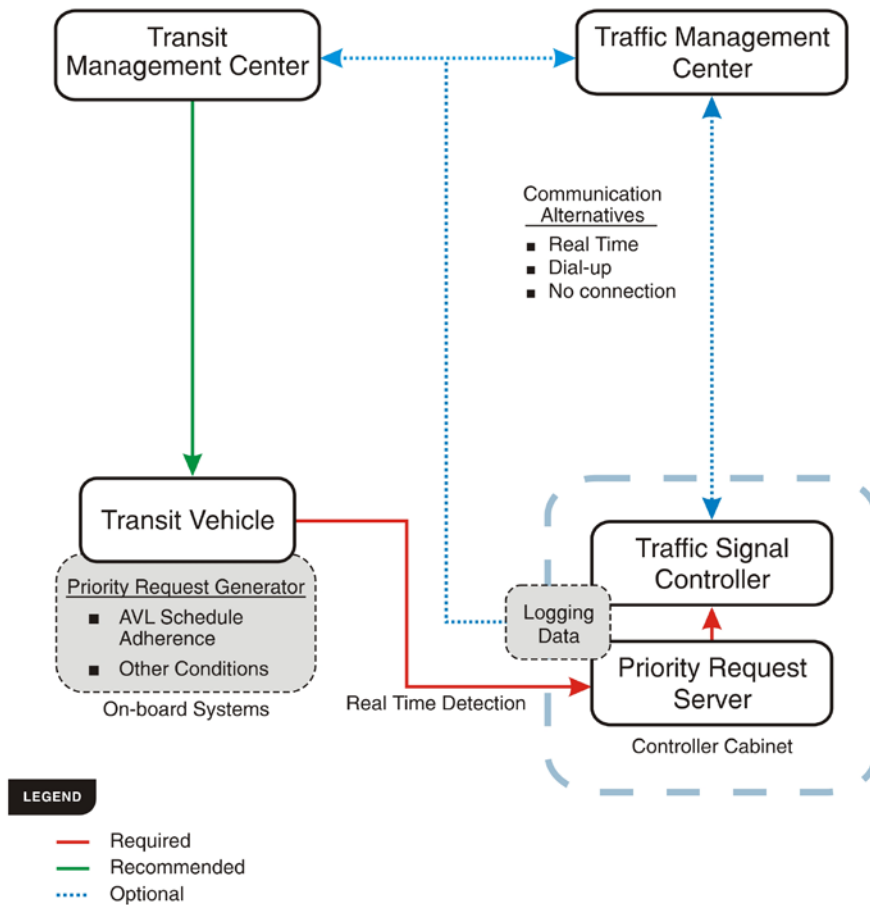 Transit
Management Center
Traffic Management
Center
Communication
Alternatives
■ Real Time
■ Dial-up
■ No connection
Transit Vehicle
Priority Request Generator
■ AVL Schedule
Adherence
■ Other Conditions
On-board Systems
Real Time Detection
Traffic Signal
Controller
Logging
Data
Priority Request
Server
Controller Cabinet
LEGEND
Required
Recommended
Optional